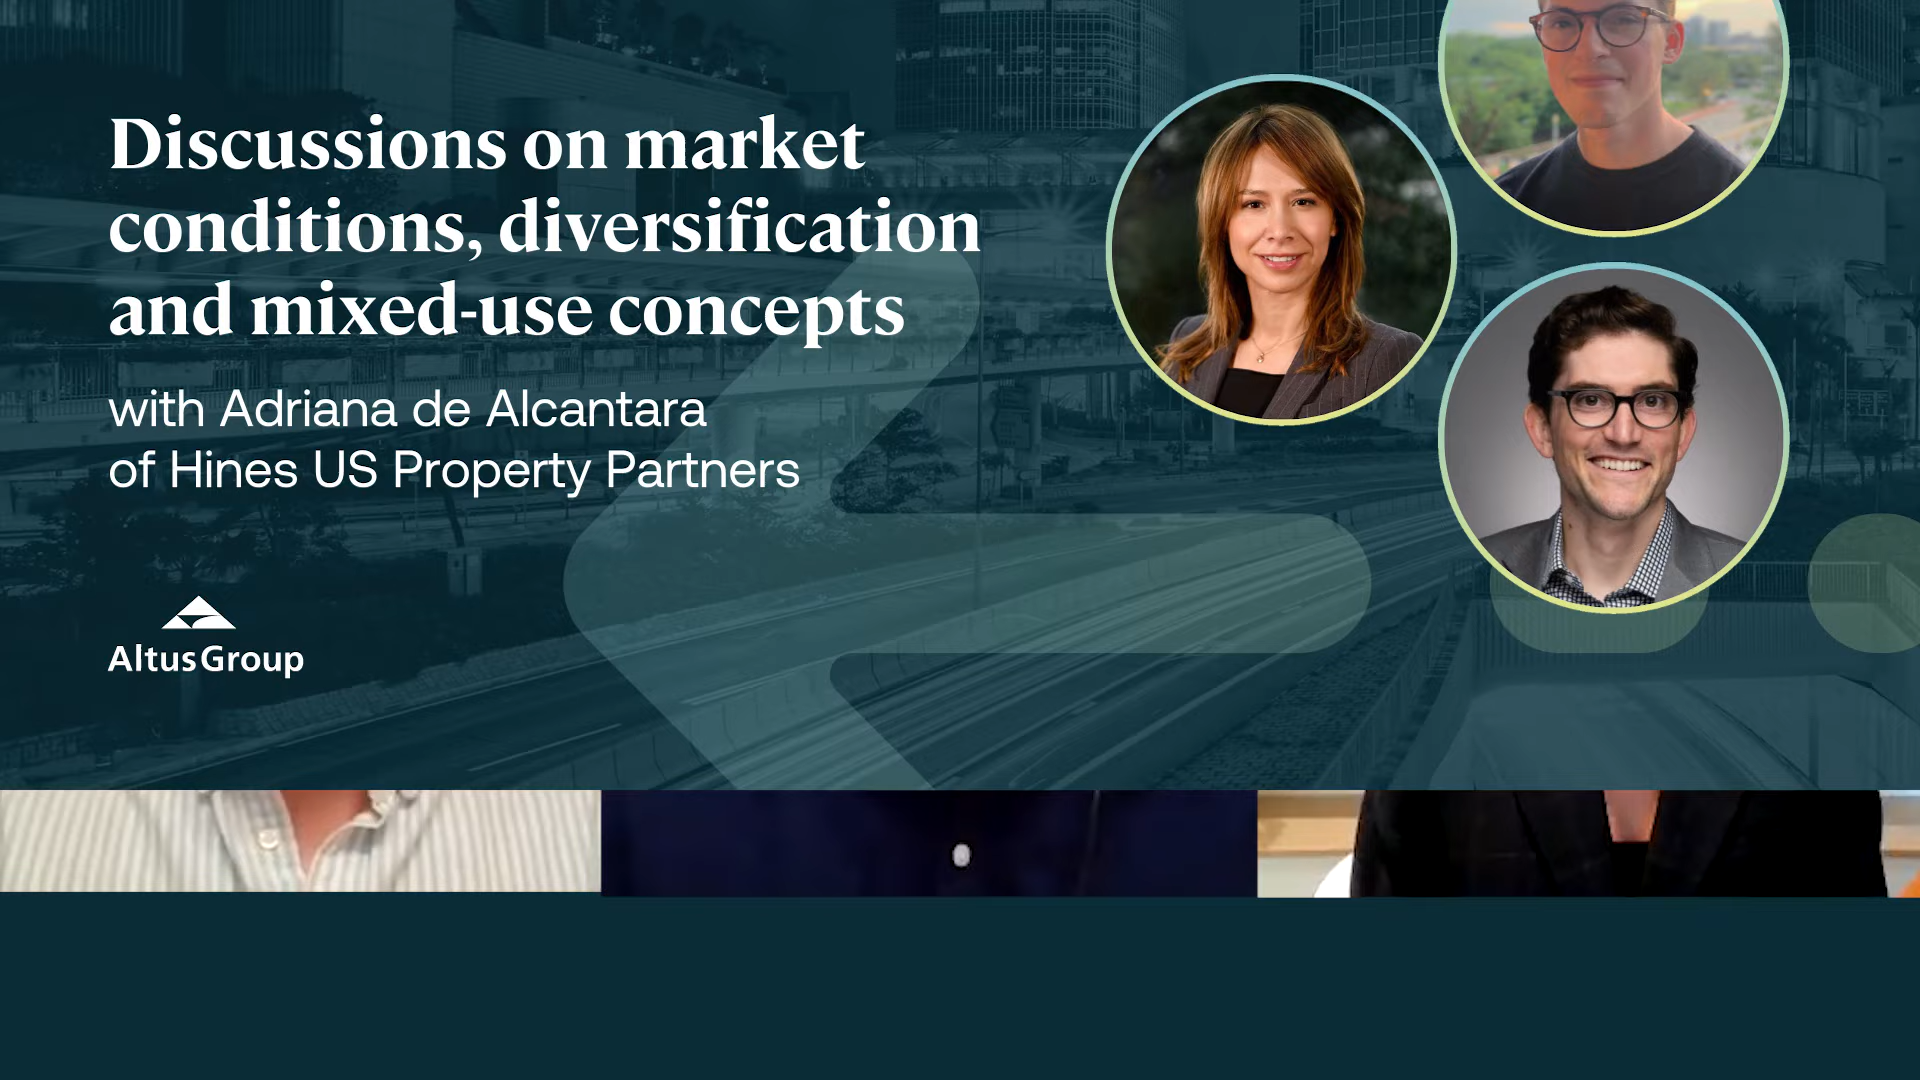 Discussions on market
conditions, diversification
and mixed-use concepts
with Adriana de Alcantara
of Hines US Property Partners
AltusGroup